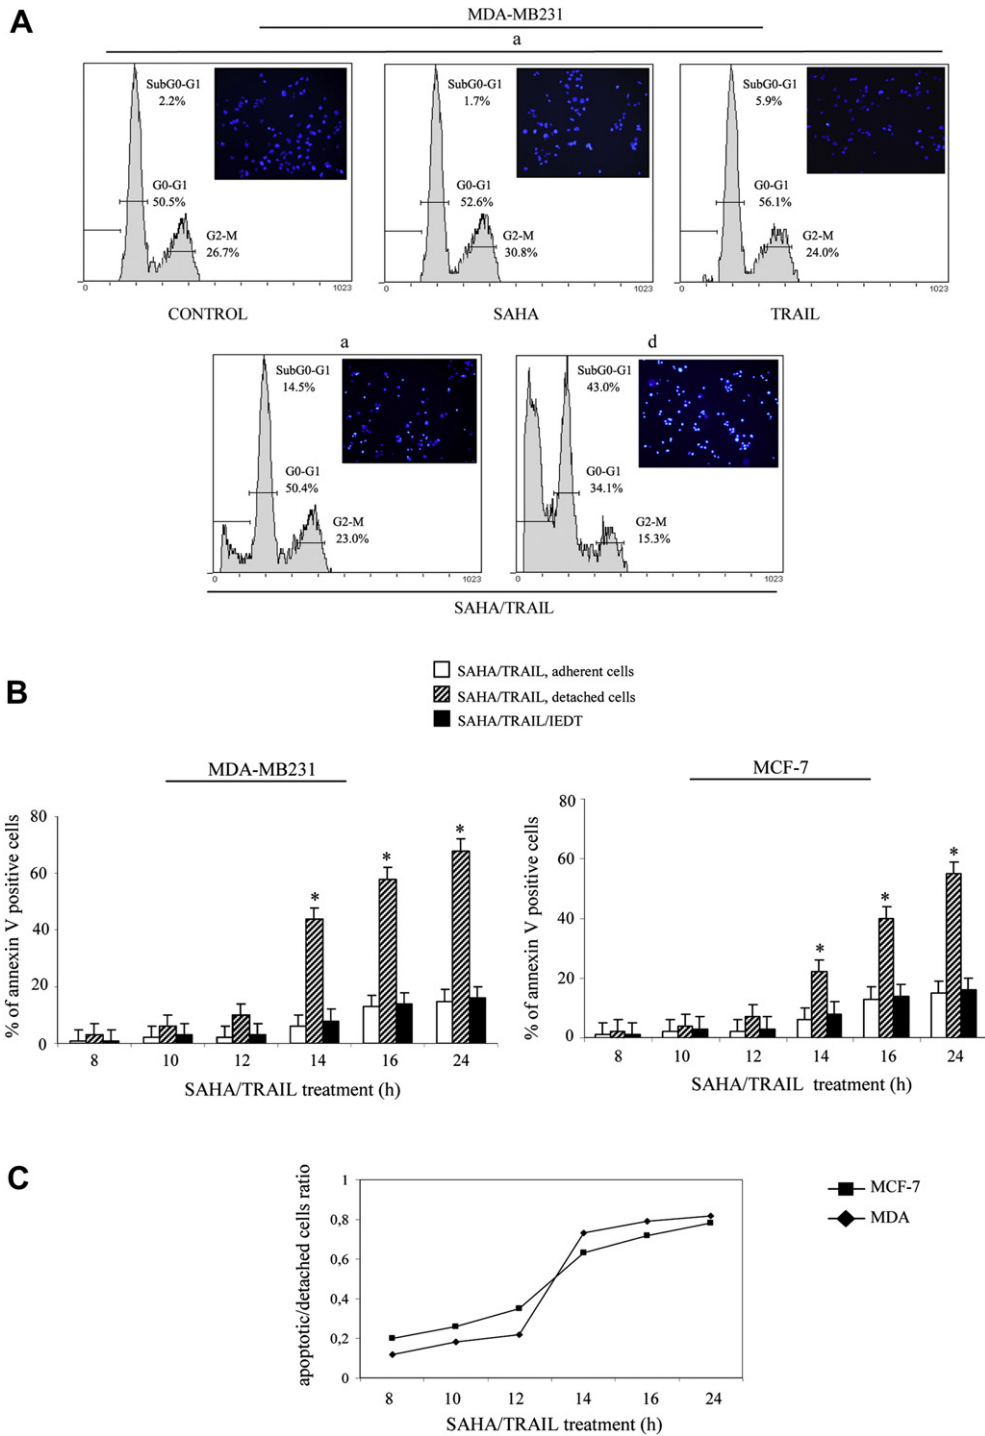 A
MDA-MB231
a
SubG0-G1
2.2%
G0-G1
50.5%
G2-M
26.7%
0
1023
CONTROL
SubG0-G1
1.7%
G0-G1
52.6%
G2-M
30.8%
0
1023
SAHA
SubG0-G1
5.9%
G0-G1
56.1%
G2-M
24.0%
0
1023
TRAIL
a
SubG0-G1
14.5%
G0-G1
50.4%
G2-M
23.0%
0
1023
d
SubG0-G1
43.0%
G0-G1
34.1%
G2-M
15.3%
0
1023
SAHA/TRAIL
B
SAHA/TRAIL, adherent cells
SAHA/TRAIL, detached cells
SAHA/TRAIL/IEDT
MDA-MB231
% of annexin V positive cells
80
60
40
20
0
* * *
8 10 12 14 16 24
SAHA/TRAIL treatment (h)
MCF-7
% of annexin V positive cells
80
60
40
20
0
* * *
8 10 12 14 16 24
SAHA/TRAIL treatment (h)
C
apoptotic/detached cells ratio
1
0,8
0,6
0,4
0,2
0
8 10 12 14 16 24
SAHA/TRAIL treatment (h)
MCF-7
MDA